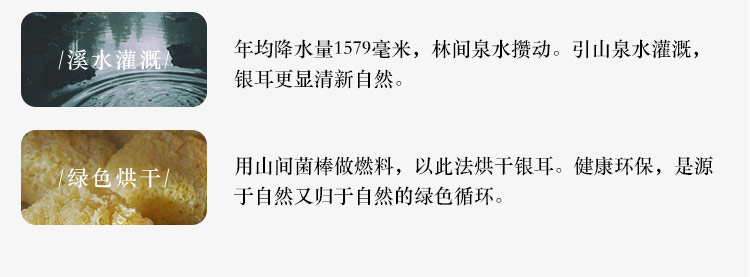 /溪水灌溉/
年均降水量1579毫米，林间泉水攒动。引山泉水灌溉，
银耳更显清新自然。
/绿色烘干/
用山间菌棒做燃料，以此法烘干银耳。健康环保，是源
于自然又归于自然的绿色循环。